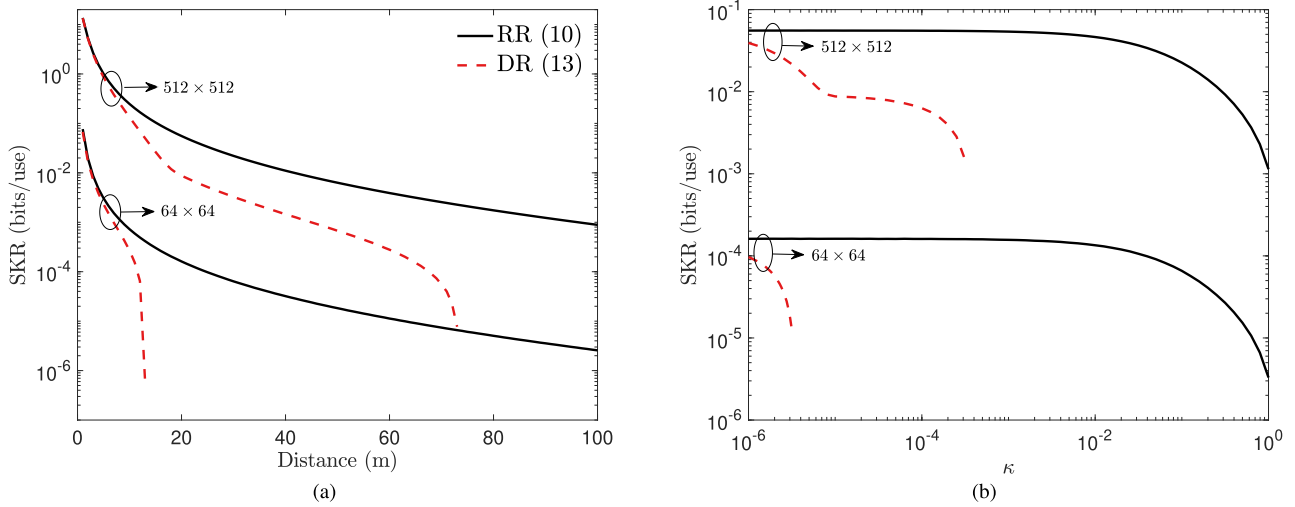 RR (10)
DR (13)
512 × 512
64 × 64
SKR (bits/use)
10^0
10^-2
10^-4
10^-6
0
20
40
60
80
100
Distance (m)
(a)
512 × 512
64 × 64
SKR (bits/use)
10^-1
10^-2
10^-3
10^-4
10^-5
10^-6
10^-6
10^-4
10^-2
10^0
κ
(b)